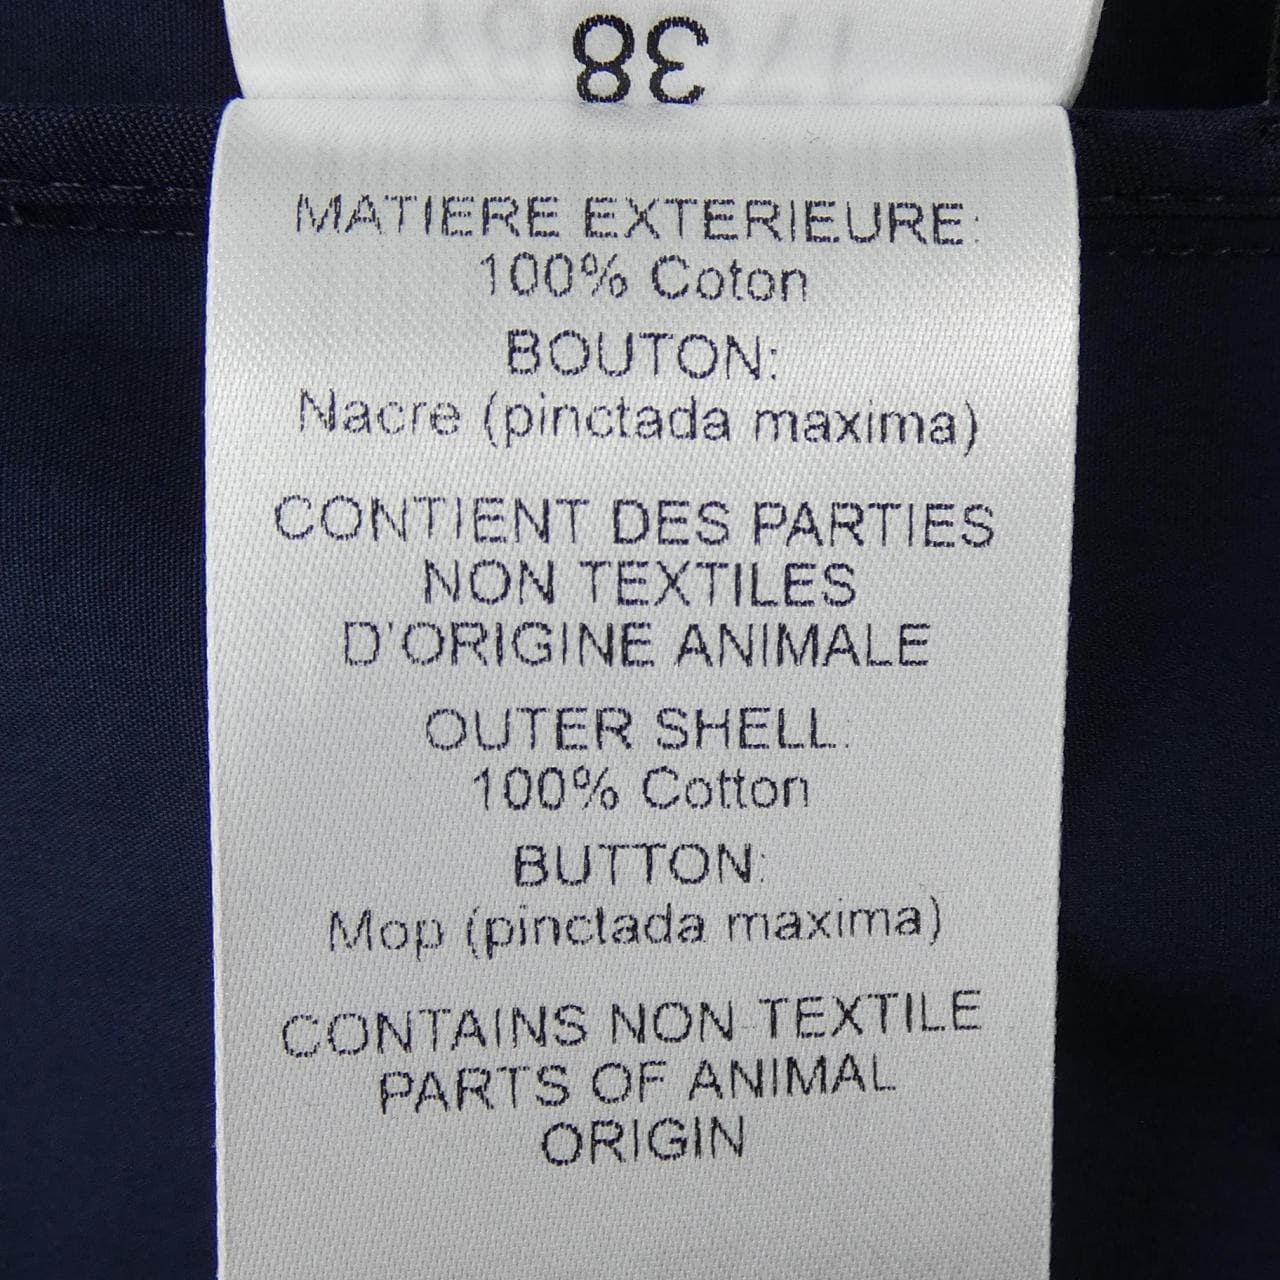 38
MATIERE EXTERIEURE:
100% Coton
BOUTON:
Nacre (pinctada maxima)
CONTIENT DES PARTIES
NON TEXTILES
D'ORIGINE ANIMALE
OUTER SHELL:
100% Cotton
BUTTON:
Mop (pinctada maxima)
CONTAINS NON TEXTILE
PARTS OF ANIMAL
ORIGIN